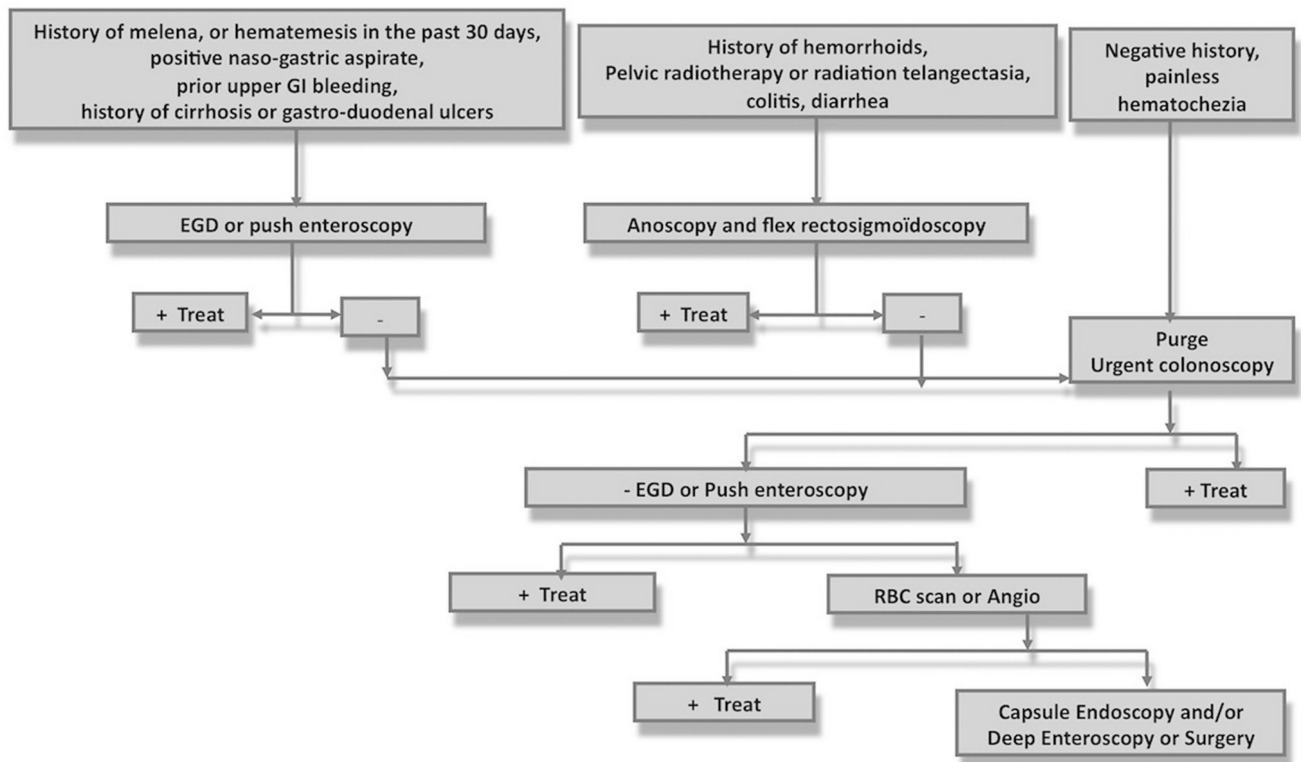 History of melena, or hematemesis in the past 30 days,
positive naso-gastric aspirate,
prior upper GI bleeding,
history of cirrhosis or gastro-duodenal ulcers
History of hemorrhoids,
Pelvic radiotherapy or radiation telangectasia,
colitis, diarrhea
Negative history,
painless
hematochezia
EGD or push enteroscopy
Anoscopy and flex rectosigmoïdoscopy
+ Treat
-
+ Treat
-
Purge
Urgent colonoscopy
- EGD or Push enteroscopy
+ Treat
+ Treat
RBC scan or Angio
+ Treat
Capsule Endoscopy and/or
Deep Enteroscopy or Surgery